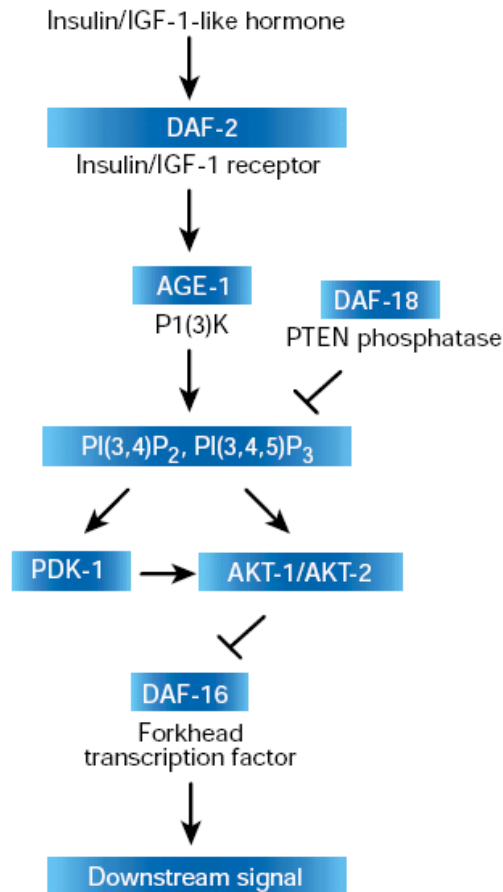 Insulin/IGF-1-like hormone
DAF-2
Insulin/IGF-1 receptor
AGE-1
P1(3)K
DAF-18
PTEN phosphatase
PI(3,4)P₂, PI(3,4,5)P₃
PDK-1
AKT-1/AKT-2
DAF-16
Forkhead
transcription factor
Downstream signal